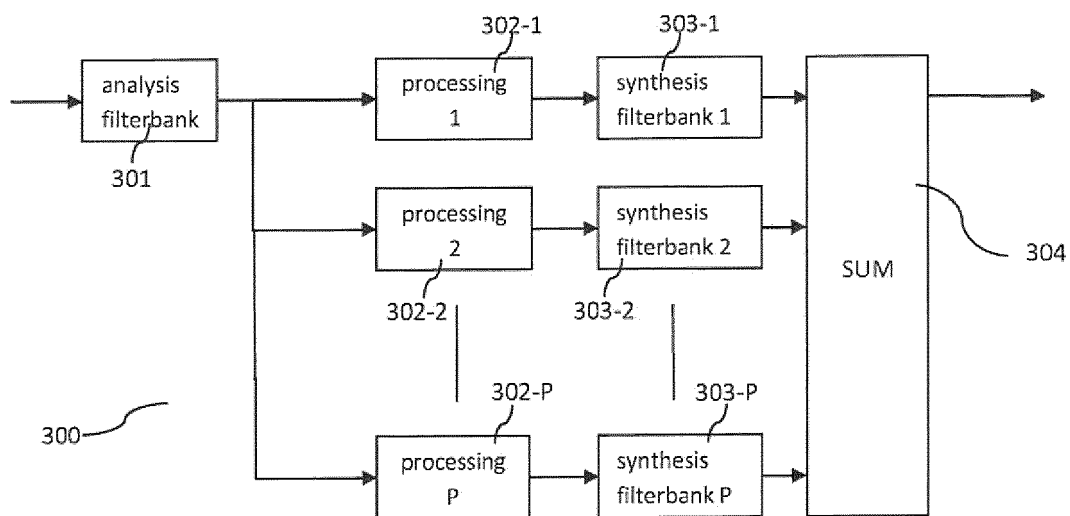 302-1
303-1
analysis
filterbank
301
processing
1
synthesis
filterbank 1
processing
2
synthesis
filterbank 2
302-2
303-2
SUM
304
302-P
303-P
300
processing
P
synthesis
filterbank P